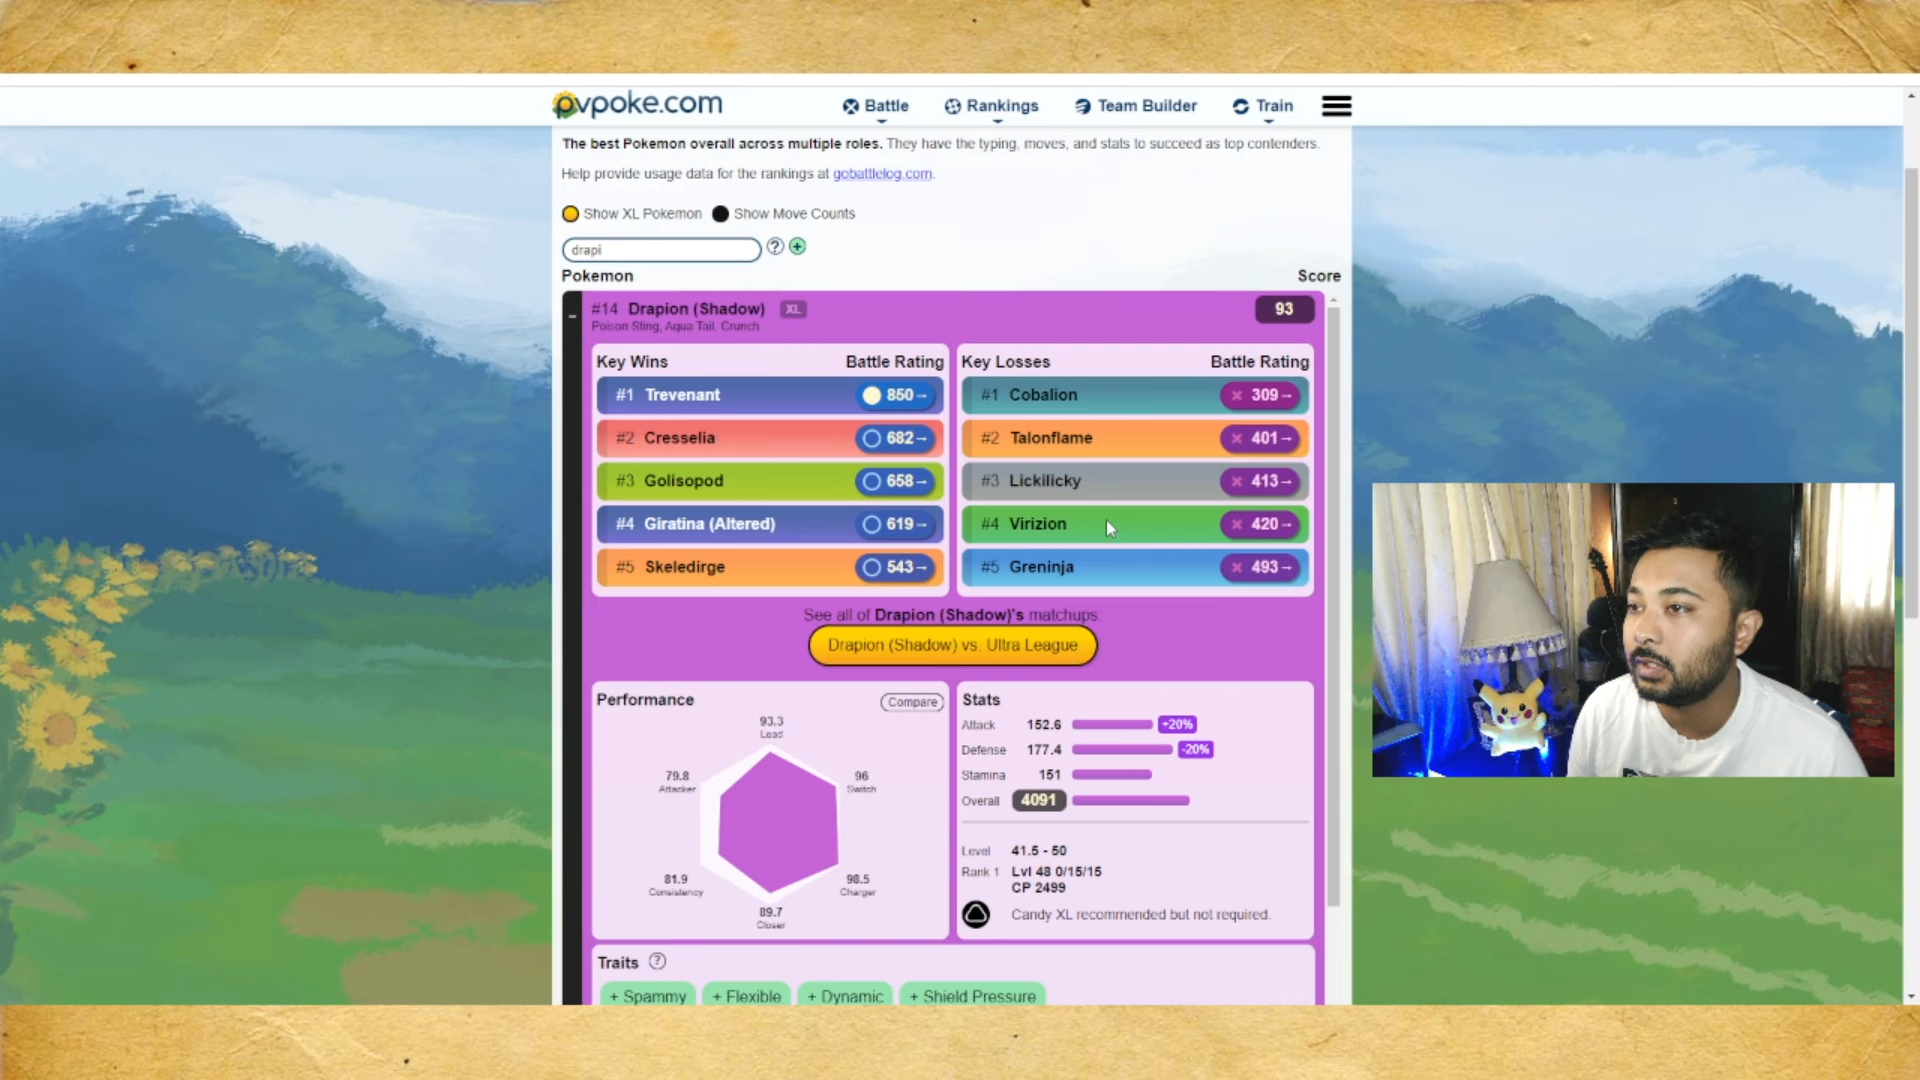 pvpoke.com
Battle
Rankings
Team Builder
Train
The best Pokemon overall across multiple roles. They have the typing, moves, and stats to succeed as top contenders.
Help provide usage data for the rankings at gobattlelog.com.
Show XL Pokemon
Show Move Counts
drapi
?
+
Pokemon
Score
- #14 Drapion (Shadow) XL 93
Poison Sting, Aqua Tail, Crunch
Key Wins Battle Rating
#1 Trevenant 850
#2 Cresselia 682
#3 Golisopod 658
#4 Giratina (Altered) 619
#5 Skeledirge 543
Key Losses Battle Rating
#1 Cobalion × 309
#2 Talonflame × 401
#3 Lickilicky × 413
#4 Virizion × 420
#5 Greninja × 493
See all of Drapion (Shadow)'s matchups:
Drapion (Shadow) vs. Ultra League
Performance
Compare
93.3
Lead
79.8
Attacker
96
Switch
81.9
Consistency
98.5
Charger
89.7
Closer
Stats
Attack 152.6 +20%
Defense 177.4 -20%
Stamina 151
Overall 4091
Level 41.5 - 50
Rank 1 Lvl 48 0/15/15
CP 2499
Candy XL recommended but not required.
Traits ?
+ Spammy
+ Flexible
+ Dynamic
+ Shield Pressure